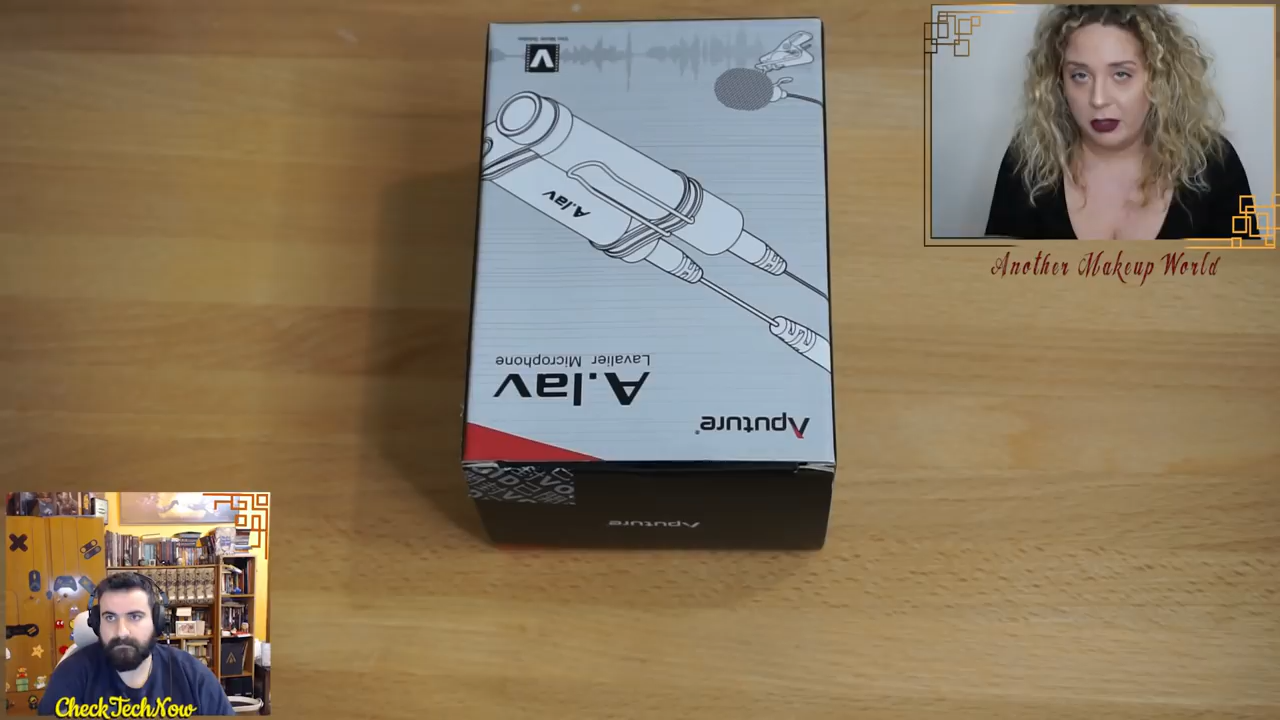 V
A.lav
Another Makeup World
Lavalier Microphone
A.lav
Aputure
Aputure
CheckTechNow